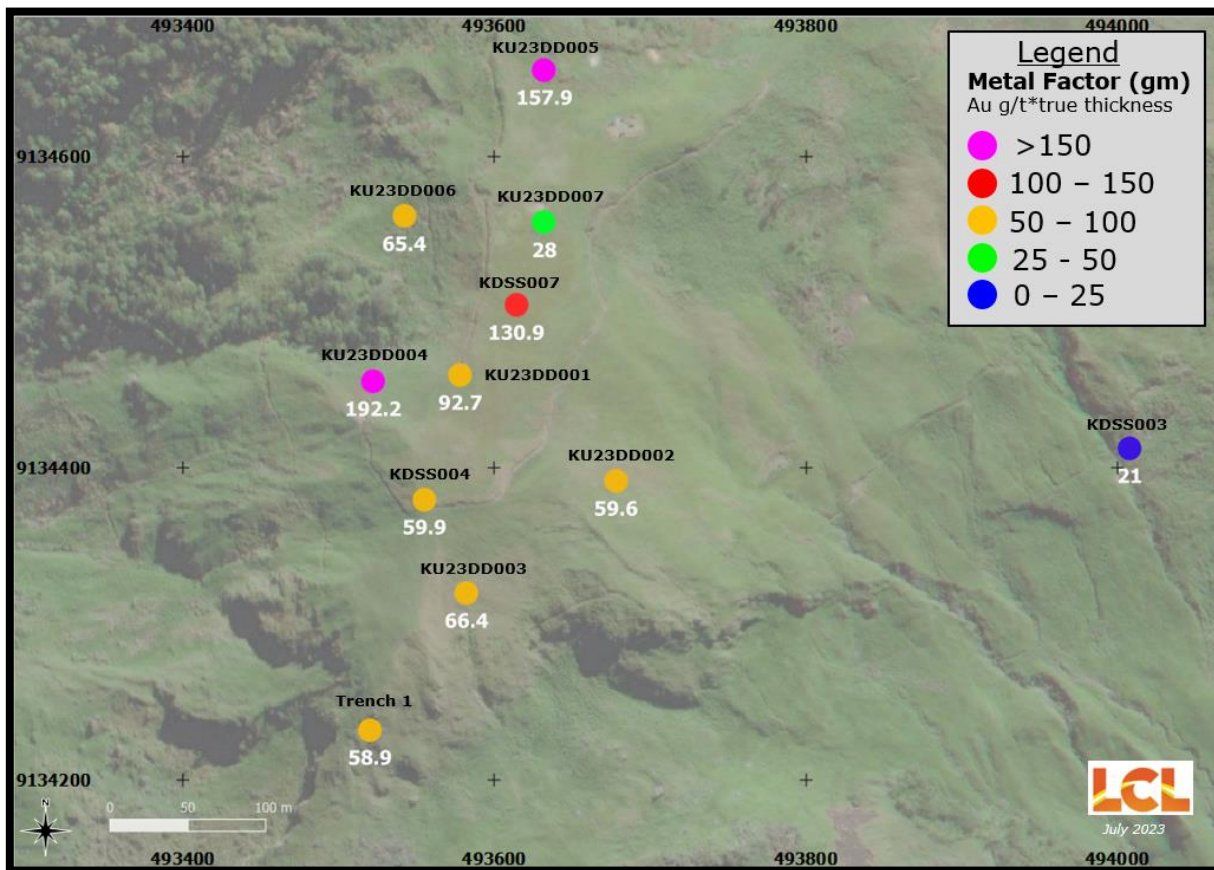 493400
493600
493800
494000
KU23DD005
157.9
Legend
Metal Factor (gm)
Au g/t*true thickness
>150
100 – 150
50 – 100
25 - 50
0 – 25
9134600
KU23DD006
65.4
KU23DD007
28
KDSS007
130.9
KU23DD004
192.2
KU23DD001
92.7
KDSS003
21
9134400
KDSS004
59.9
KU23DD002
59.6
KU23DD003
66.4
Trench 1
58.9
9134200
N
0 50 100 m
LCL
July 2023
493400
493600
493800
494000